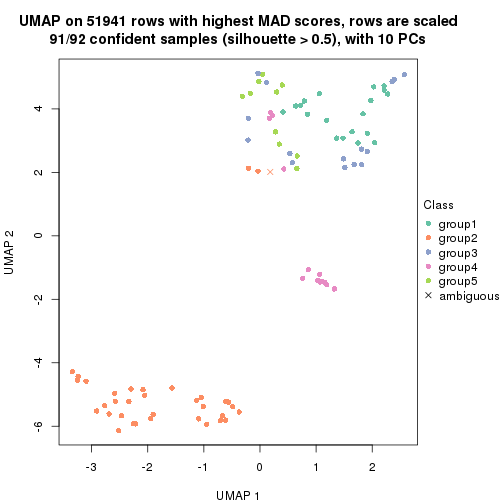 UMAP on 51941 rows with highest MAD scores, rows are scaled
91/92 confident samples (silhouette > 0.5), with 10 PCs
4
2
0
-2
-4
-6
UMAP 2
-3
-2
-1
0
1
2
UMAP 1
Class
group1
group2
group3
group4
group5
ambiguous